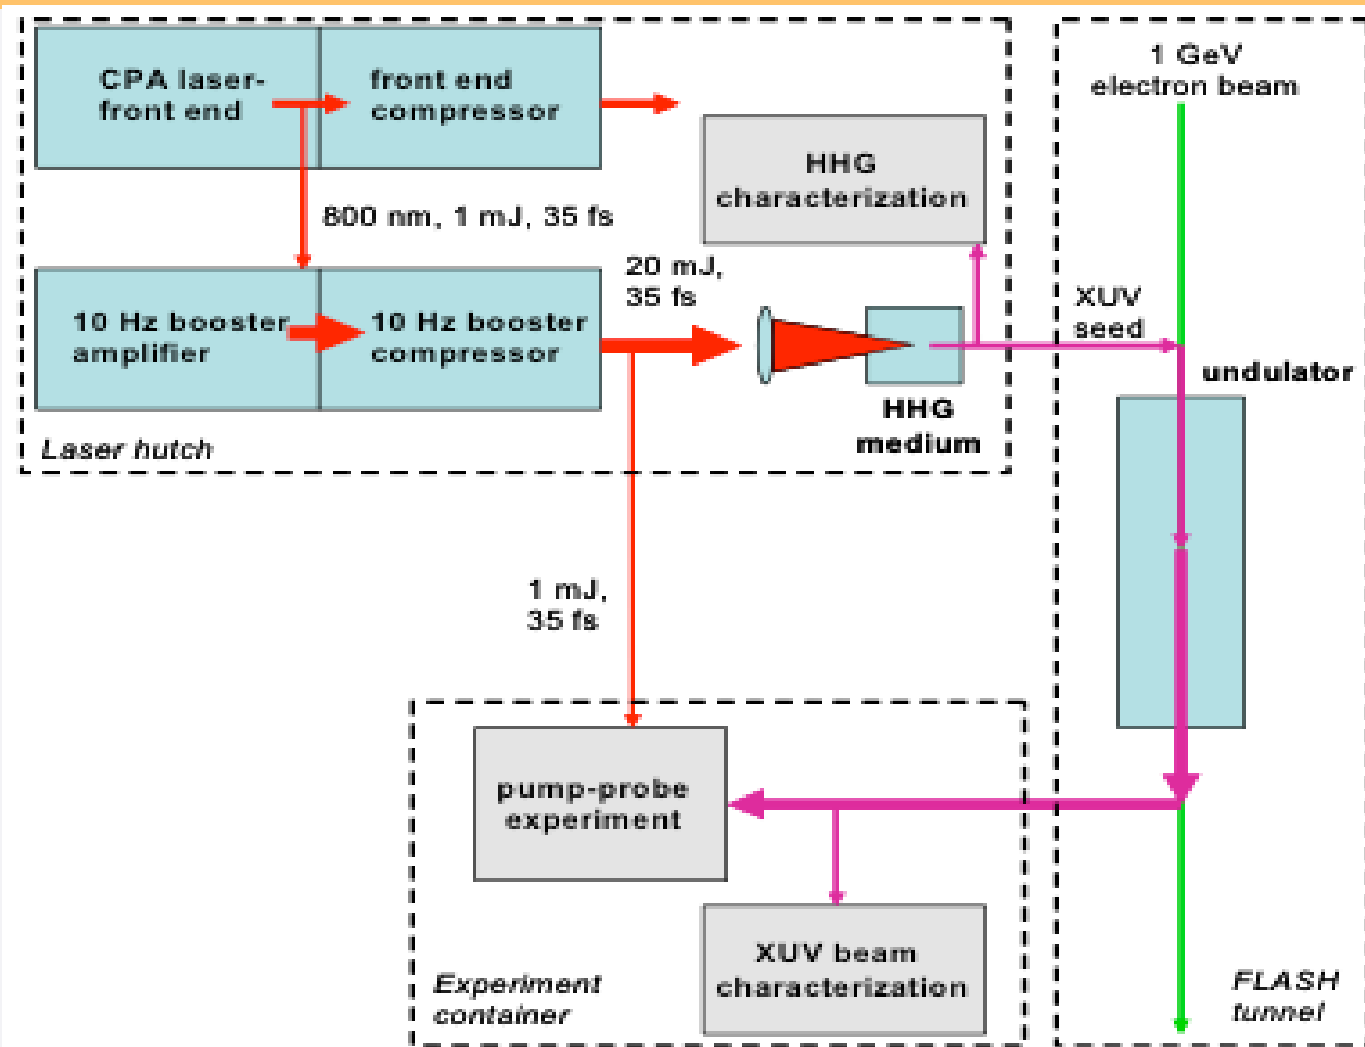 CPA laser-
front end
front end
compressor
1 GeV
electron beam
HHG
characterization
800 nm, 1 mJ, 35 fs
20 mJ,
35 fs
XUV
seed
10 Hz booster
amplifier
10 Hz booster
compressor
undulator
HHG
medium
Laser hutch
1 mJ,
35 fs
pump-probe
experiment
XUV beam
characterization
Experiment
container
FLASH
tunnel